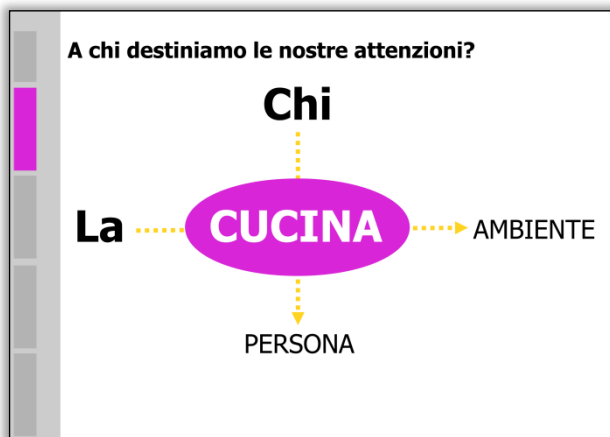 A chi destiniamo le nostre attenzioni?
Chi
La CUCINA AMBIENTE
PERSONA